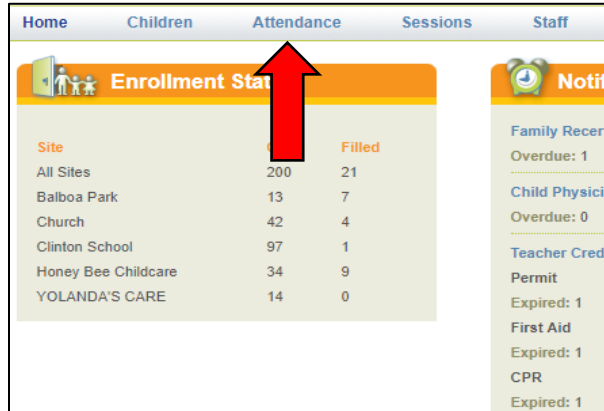 Home Children Attendance Sessions Staff
Enrollment Stat
Site Filled
All Sites 200 21
Balboa Park 13 7
Church 42 4
Clinton School 97 1
Honey Bee Childcare 34 9
YOLANDA'S CARE 14 0
Notif
Family Recer
Overdue: 1
Child Physici
Overdue: 0
Teacher Cred
Permit
Expired: 1
First Aid
Expired: 1
CPR
Expired: 1